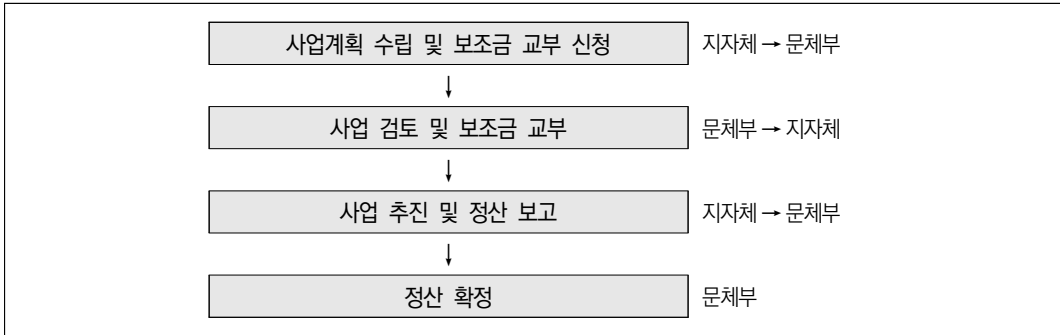 사업계획 수립 및 보조금 교부 신청 지자체 → 문체부
↓
사업 검토 및 보조금 교부 문체부 → 지자체
↓
사업 추진 및 정산 보고 지자체 → 문체부
↓
정산 확정 문체부